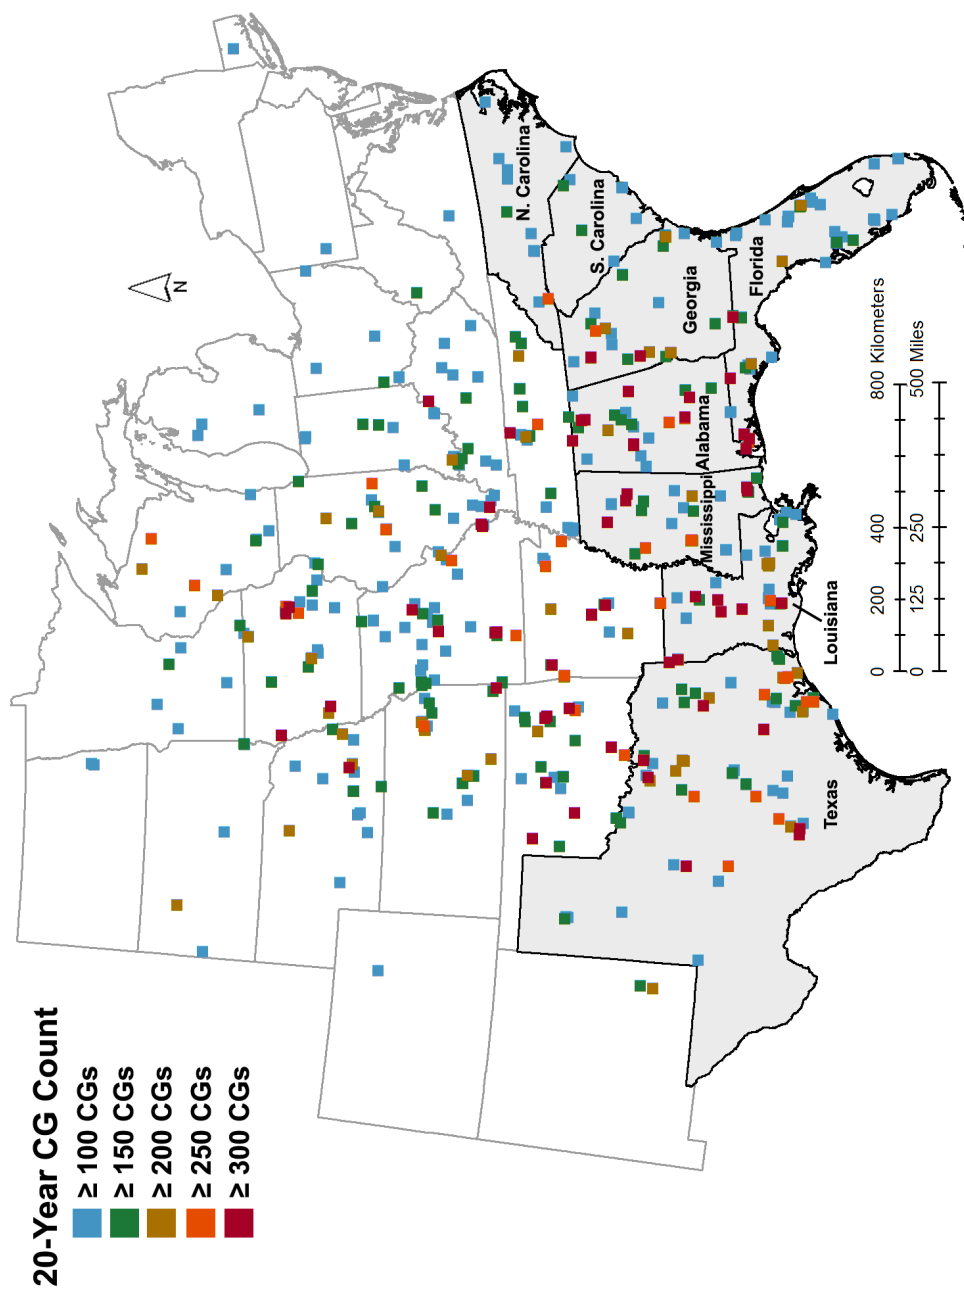 20-Year CG Count
≥ 100 CGs
≥ 150 CGs
≥ 200 CGs
≥ 250 CGs
≥ 300 CGs
N
N. Carolina
S. Carolina
Georgia
Florida
Alabama
Mississippi
Louisiana
Texas
0 200 400 800 Kilometers
0 125 250 500 Miles